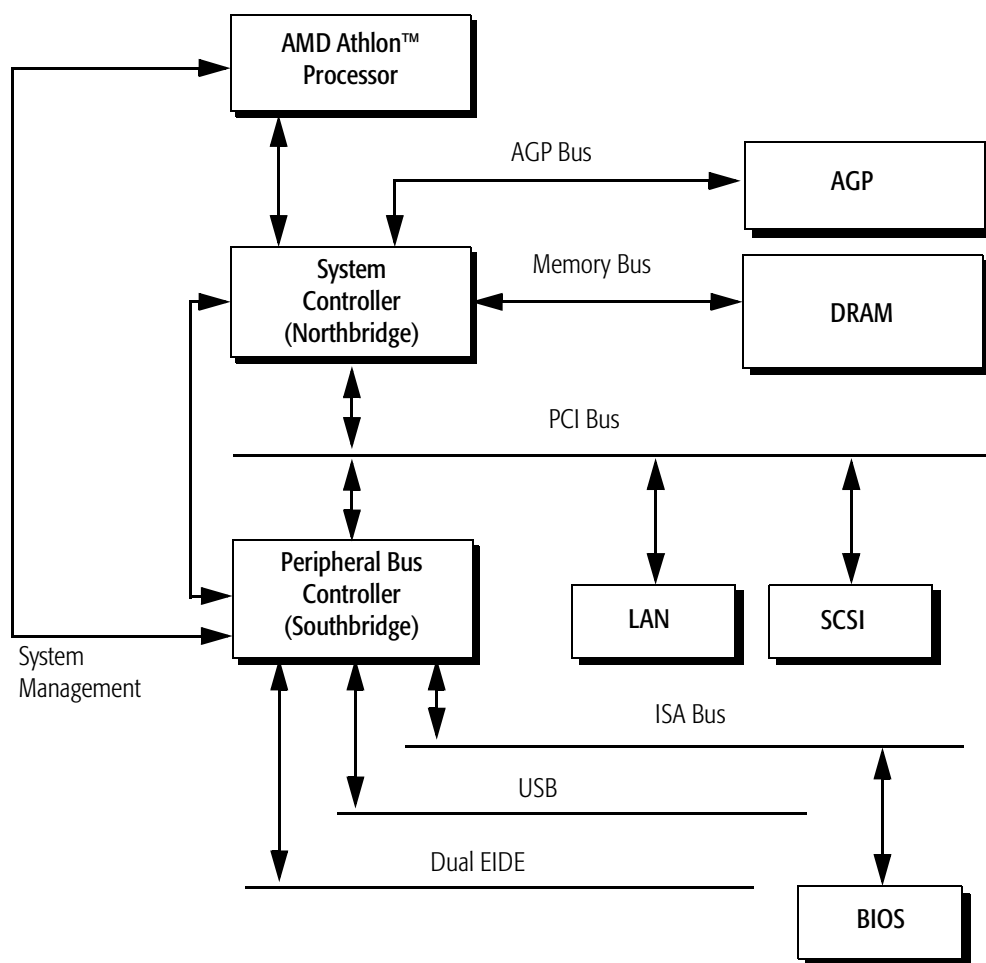 AMD Athlon™
Processor
AGP Bus
AGP
System
Controller
(Northbridge)
Memory Bus
DRAM
PCI Bus
Peripheral Bus
Controller
(Southbridge)
LAN
SCSI
System
Management
ISA Bus
USB
Dual EIDE
BIOS